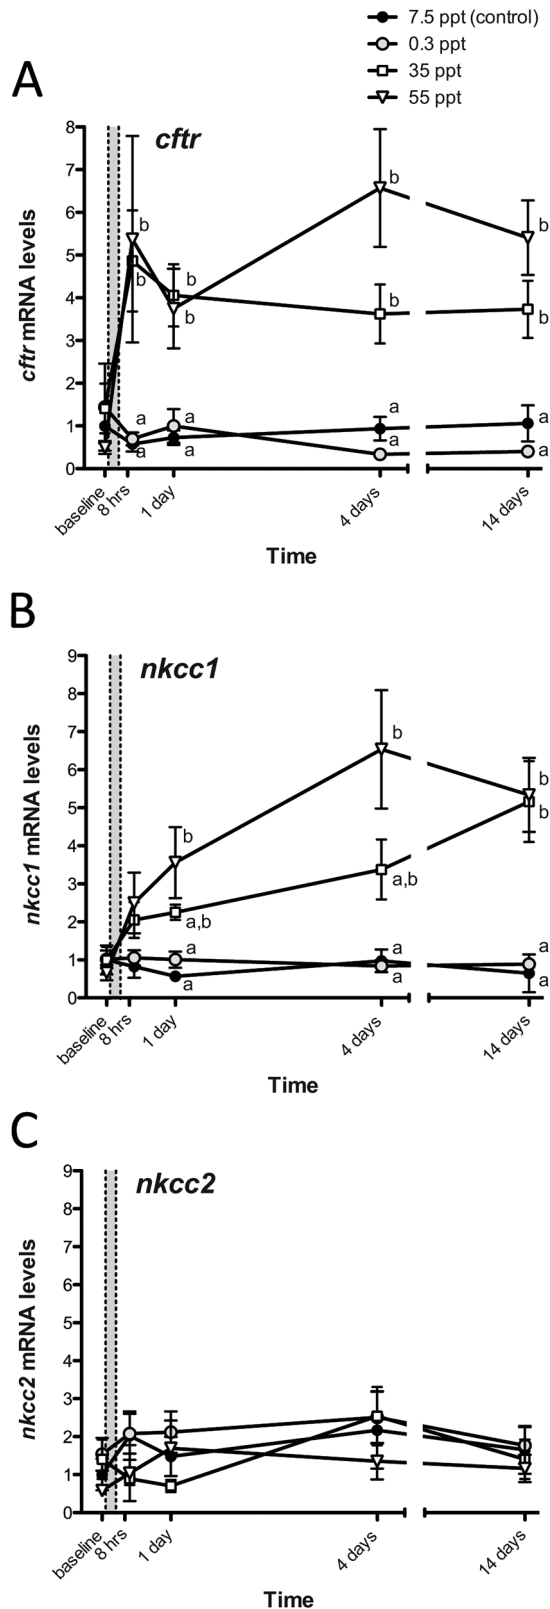 7.5 ppt (control)
0.3 ppt
35 ppt
55 ppt
A
cftr
cftr mRNA levels
8
7
6
5
4
3
2
1
0
b
b
b
b
b
b
b
b
a
a
a
a
a
a
a
baseline
8 hrs
1 day
4 days
14 days
Time
B
nkcc1
nkcc1 mRNA levels
9
8
7
6
5
4
3
2
1
0
b
b
b
b
a,b
a,b
a
a
a
a
a
a
baseline
8 hrs
1 day
4 days
14 days
Time
C
nkcc2
nkcc2 mRNA levels
9
8
7
6
5
4
3
2
1
0
baseline
8 hrs
1 day
4 days
14 days
Time